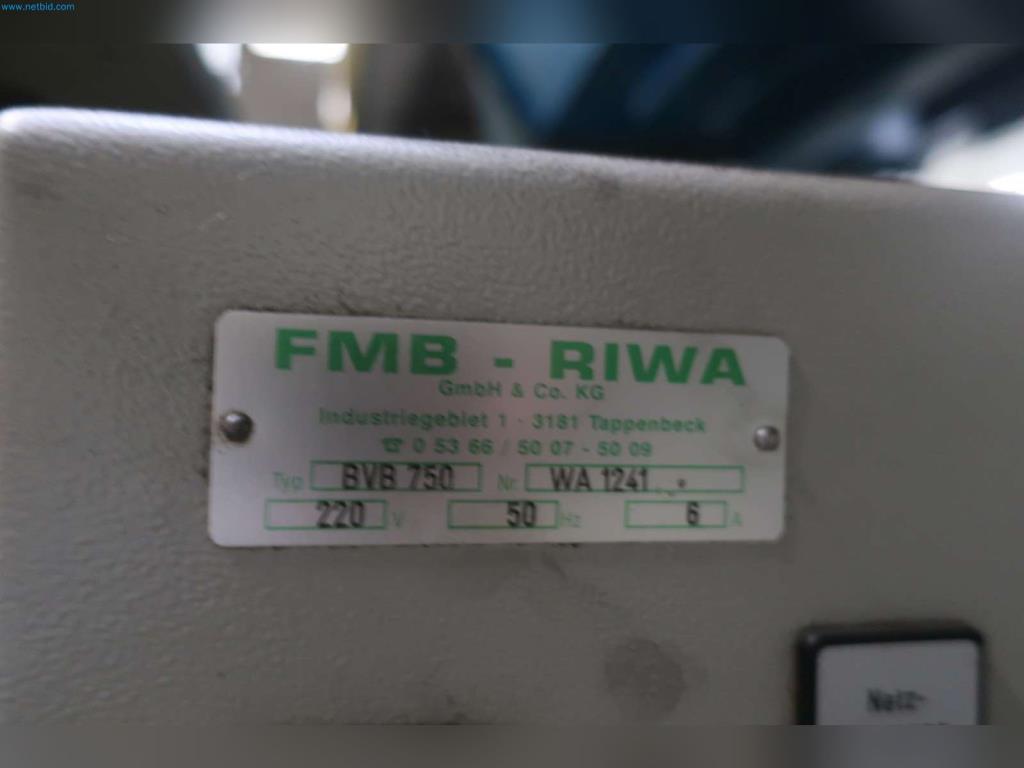 www.netbid.com
FMB - RIWA
GmbH & Co. KG
Industriegebiet 1 · 3181 Tappenbeck
☎ 0 53 66 / 50 07 - 50 09
Typ BVB 750 Nr. WA 1241
220 V 50 Hz 6 A
Netz-